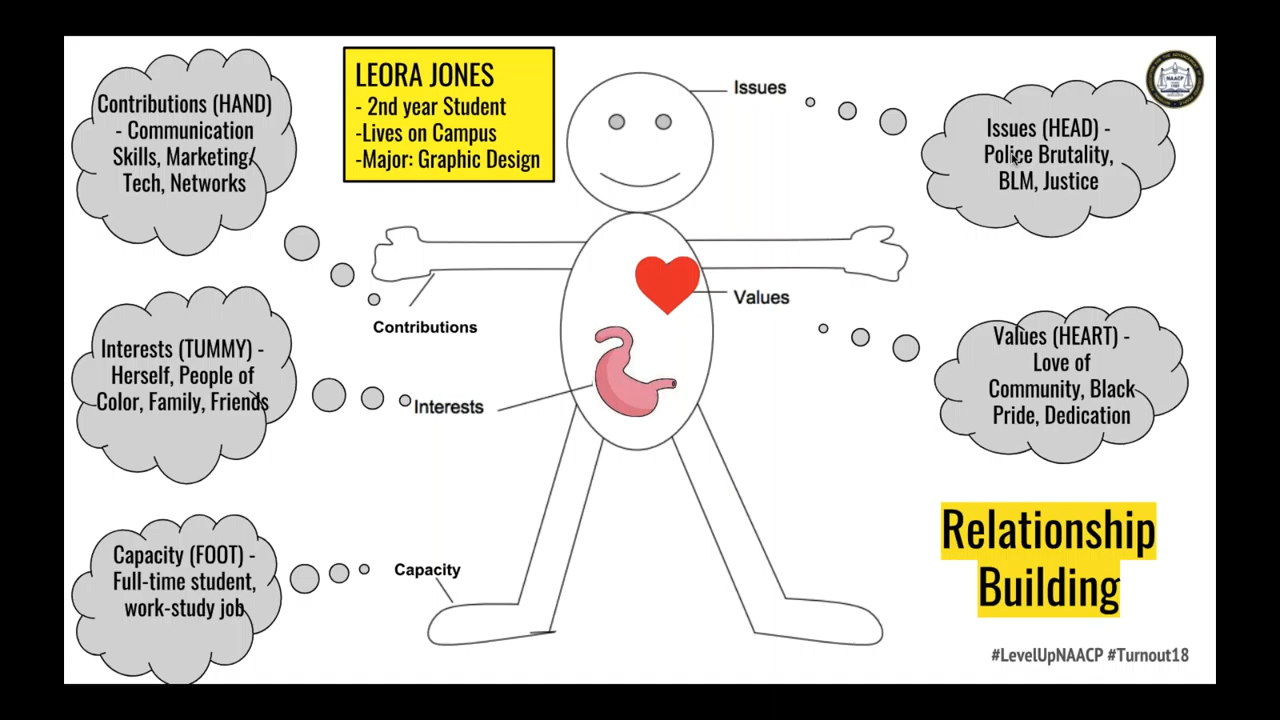 Contributions (HAND)
- Communication
Skills, Marketing/
Tech, Networks
LEORA JONES
- 2nd year Student
-Lives on Campus
-Major: Graphic Design
Issues
NAACP
Issues (HEAD) -
Police Brutality,
BLM, Justice
Contributions
Values
Values (HEART) -
Love of
Community, Black
Pride, Dedication
Interests (TUMMY) -
Herself, People of
Color, Family, Friends
Interests
Capacity (FOOT) -
Full-time student,
work-study job
Capacity
Relationship
Building
#LevelUpNAACP #Turnout18